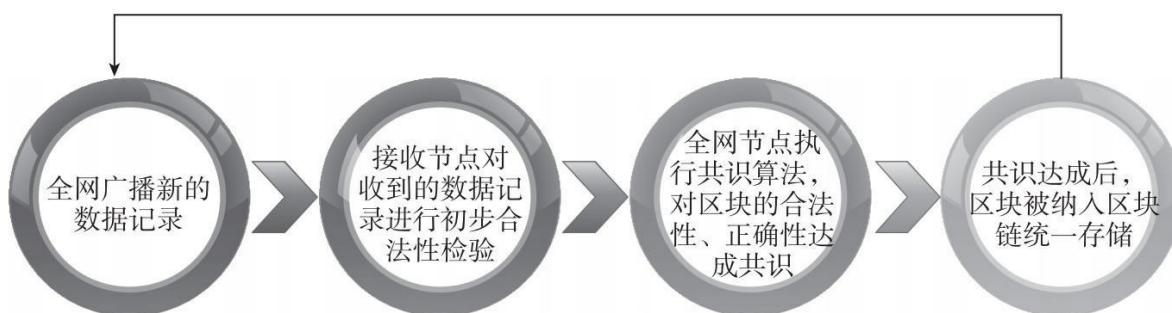 全网广播新的
数据记录
接收节点对
收到的数据记
录进行初步合
法性检验
全网节点执
行共识算法，
对区块的合法
性、正确性达
成共识
共识达成后，
区块被纳入区块
链统一存储